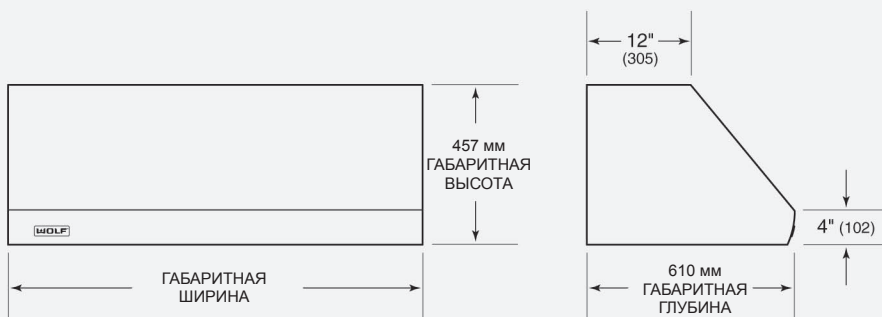 12"
(305)
457 мм
ГАБАРИТНАЯ
ВЫСОТА
WOLF
4" (102)
ГАБАРИТНАЯ
ШИРИНА
610 мм
ГАБАРИТНАЯ
ГЛУБИНА